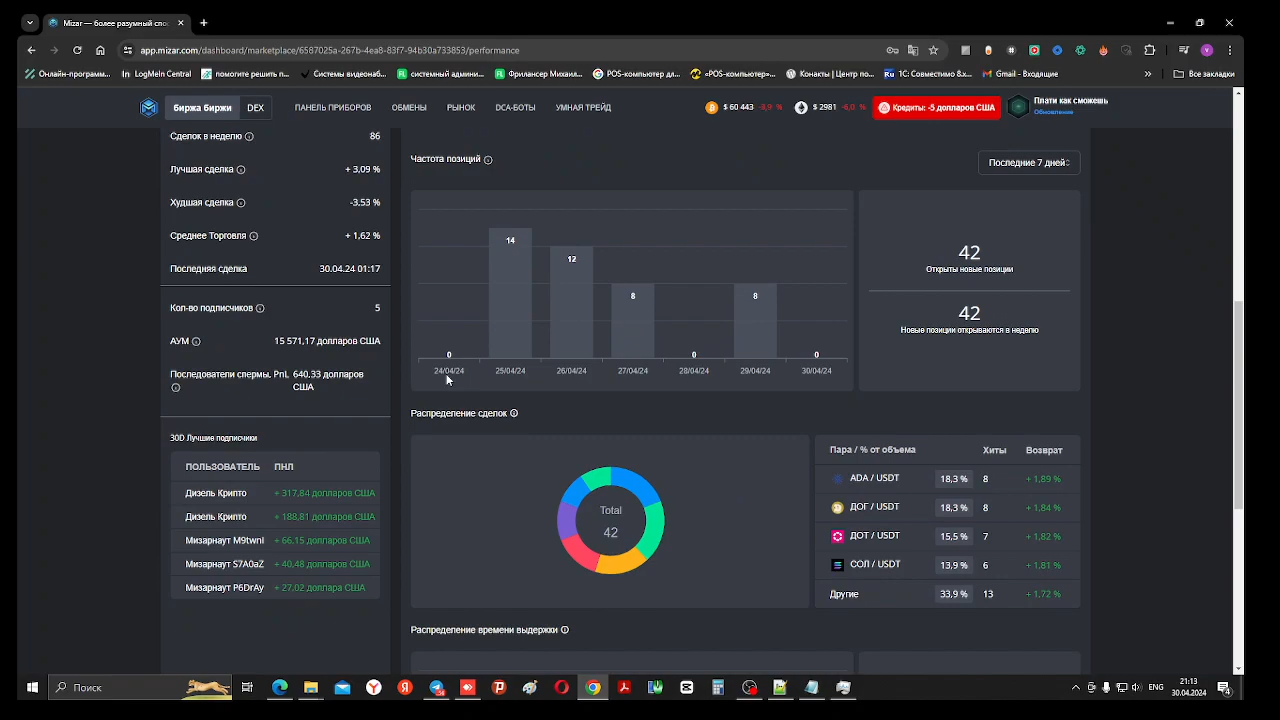 Mizar — более разумный спос
app.mizar.com/dashboard/marketplace/6587025a-267b-4ea8-83f7-94b30a733853/performance
Онлайн-программ...
LogMeIn Central
помогите решить п...
Системы видеонаб...
системный админи...
Фрилансер Михаил...
POS-компьютер дл...
«POS-компьютер»...
Конакты | Центр по...
1С: Совместимо 8.x...
Gmail - Входящие
Все закладки
биржа биржи
DEX
ПАНЕЛЬ ПРИБОРОВ
ОБМЕНЫ
РЫНОК
DCA-БОТЫ
УМНАЯ ТРЕЙД
$ 60 443 -3,9 %
$ 2981 -6,0 %
Кредиты: -5 долларов США
Плати как сможешь
Обновление
Сделок в неделю 86
Лучшая сделка + 3,09 %
Худшая сделка -3.53 %
Среднее Торговля + 1,62 %
Последняя сделка 30.04.24 01:17
Кол-во подписчиков 5
АУМ 15 571,17 долларов США
Последователи спермы, PnL 640,33 долларов
США
30D Лучшие подписчики
ПОЛЬЗОВАТЕЛЬ ПНЛ
Дизель Крипто + 317,84 долларов США
Дизель Крипто + 188,81 долларов США
Мизарнаут M9twnI + 66,15 долларов США
Мизарнаут S7A0aZ + 40,48 долларов США
Мизарнаут P6DrAy + 27,02 доллара США
Частота позиций
Последние 7 дней
14
12
8
8
0
0
0
24/04/24
25/04/24
26/04/24
27/04/24
28/04/24
29/04/24
30/04/24
42
Открыты новые позиции
42
Новые позиции открываются в неделю
Распределение сделок
Total
42
Пара / % от объема Хиты Возврат
ADA / USDT 18,3 % 8 + 1,89 %
ДОГ / USDT 18,3 % 8 + 1,84 %
ДОТ / USDT 15,5 % 7 + 1,82 %
СОЛ / USDT 13,9 % 6 + 1,81 %
Другие 33.9 % 13 + 1,72 %
Распределение времени выдержки
Поиск
ENG
21:13
30.04.2024